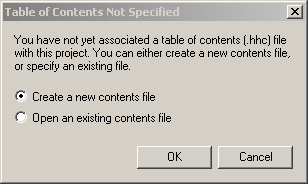 Table of Contents Not Specified
You have not yet associated a table of contents (.hhc) file
with this project. You can either create a new contents file,
or specify an existing file.
Create a new contents file
Open an existing contents file
OK
Cancel